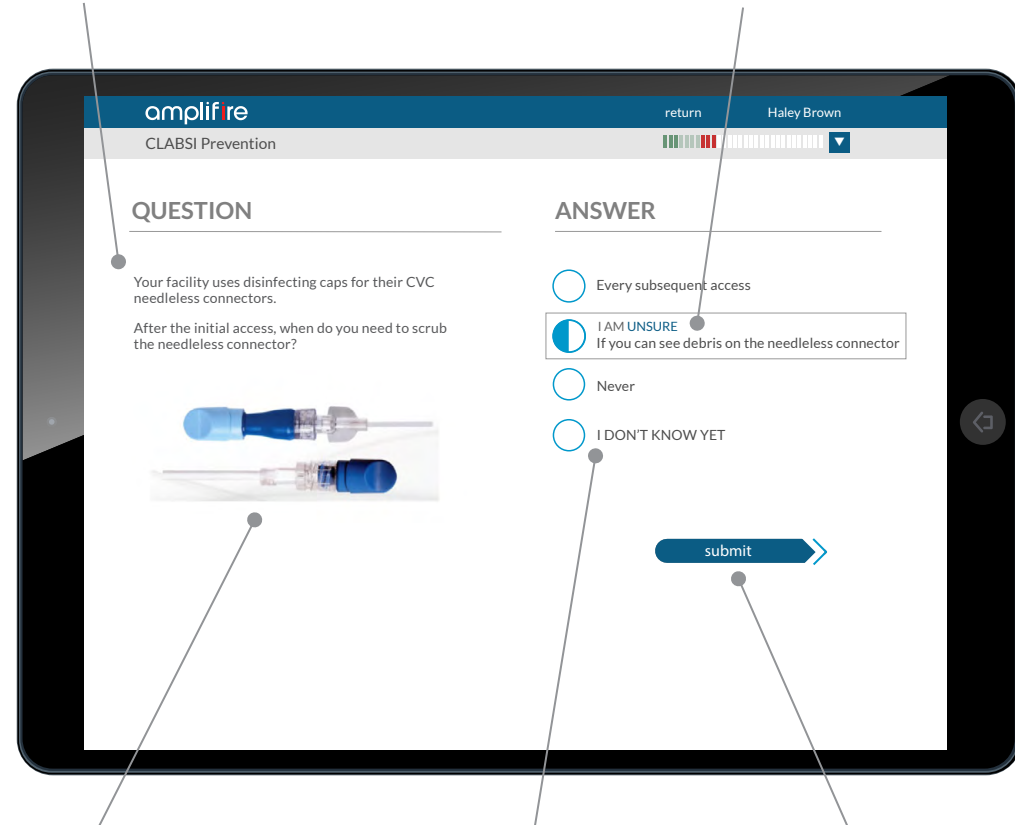 amplifire
return Haley Brown
CLABSI Prevention
QUESTION
Your facility uses disinfecting caps for their CVC
needleless connectors.
After the initial access, when do you need to scrub
the needleless connector?
ANSWER
Every subsequent access
I AM UNSURE
If you can see debris on the needleless connector
Never
I DON'T KNOW YET
submit